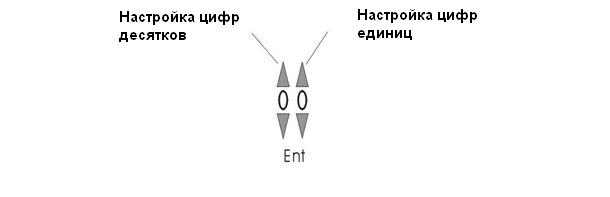 Настройка цифр
десятков
Настройка цифр
единиц
0 0
Ent